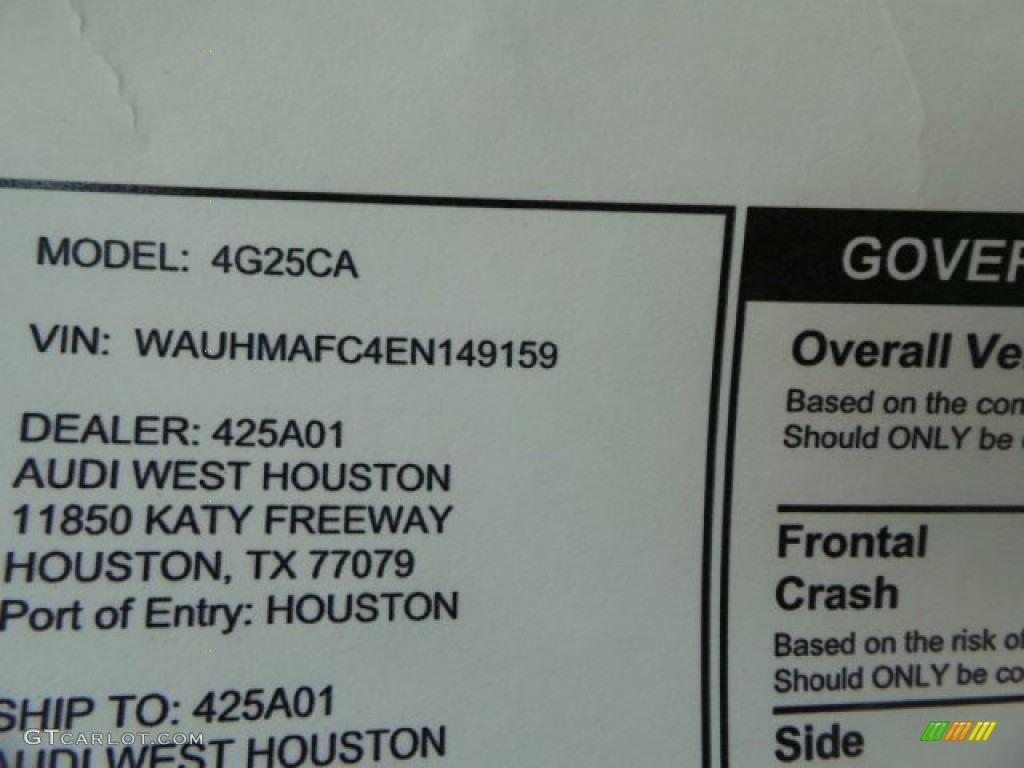 MODEL: 4G25CA
VIN: WAUHMAFC4EN149159
DEALER: 425A01
AUDI WEST HOUSTON
11850 KATY FREEWAY
HOUSTON, TX 77079
Port of Entry: HOUSTON
SHIP TO: 425A01
AUDI WEST HOUSTON
GOVER
Overall Ve
Based on the con
Should ONLY be
Frontal
Crash
Based on the risk of
Should ONLY be co
Side
GTCARLOT.COM